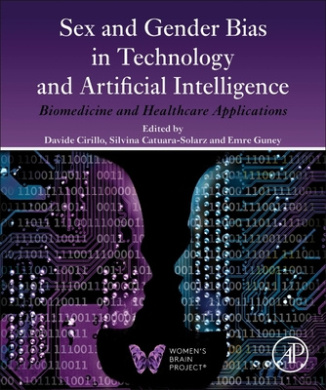 Sex and Gender Bias
in Technology
and Artificial Intelligence
Biomedicine and Healthcare Applications
Edited by
Davide Cirillo, Silvina Catuara-Solarz and Emre Guney
WOMEN'S
BRAIN
PROJECT®
AP